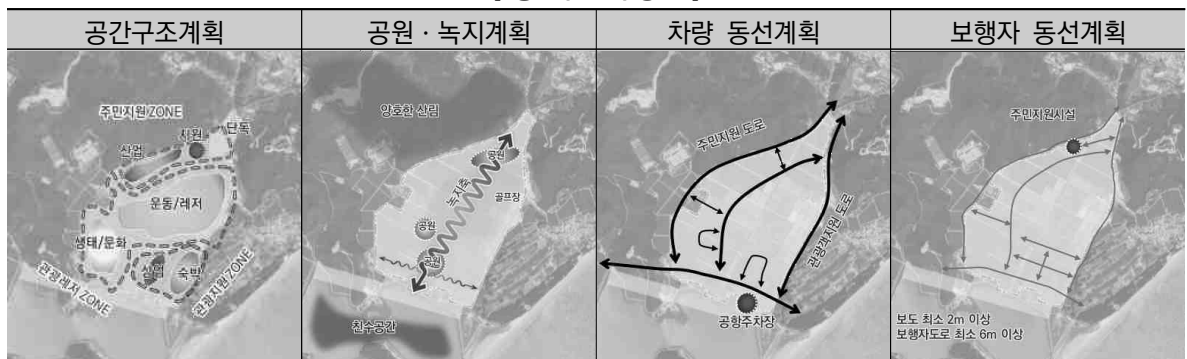 공간구조계획
공원 · 녹지계획
차량 동선계획
보행자 동선계획
주민지원 ZONE
지원
단독
산업
운동/레저
생태/문화
상업
숙박
관광레저 ZONE
관광지원 ZONE
양호한 산림
공원
녹지축
골프장
공원
공원
친수공간
주민지원 도로
관광객지원 도로
공항주차장
주민지원시설
보도 최소 2m 이상
보행자도로 최소 6m 이상